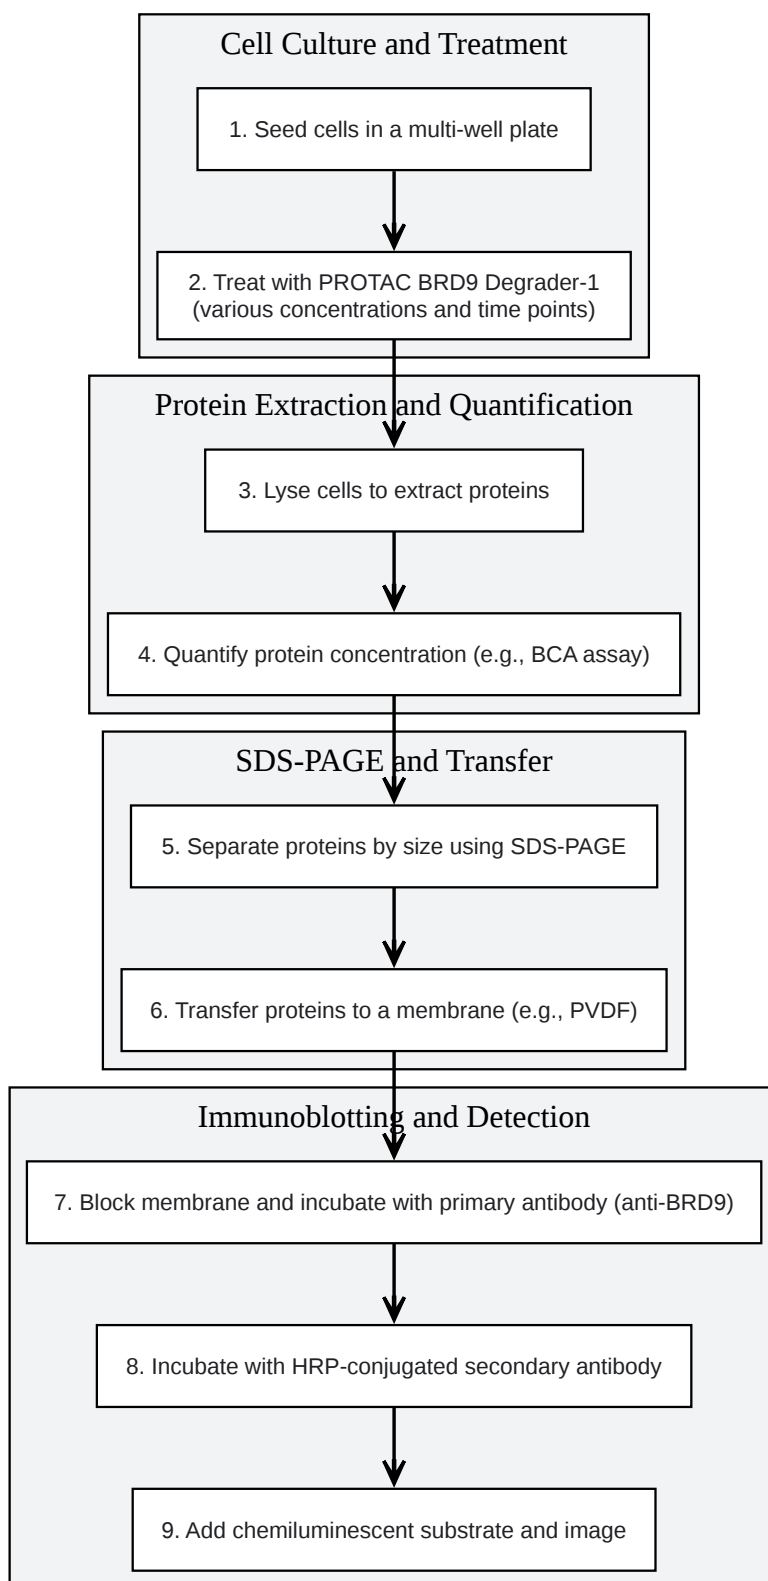 Cell Culture and Treatment
1. Seed cells in a multi-well plate
2. Treat with PROTAC BRD9 Degrader-1
(various concentrations and time points)
Protein Extraction and Quantification
3. Lyse cells to extract proteins
4. Quantify protein concentration (e.g., BCA assay)
SDS-PAGE and Transfer
5. Separate proteins by size using SDS-PAGE
6. Transfer proteins to a membrane (e.g., PVDF)
Immunoblotting and Detection
7. Block membrane and incubate with primary antibody (anti-BRD9)
8. Incubate with HRP-conjugated secondary antibody
9. Add chemiluminescent substrate and image